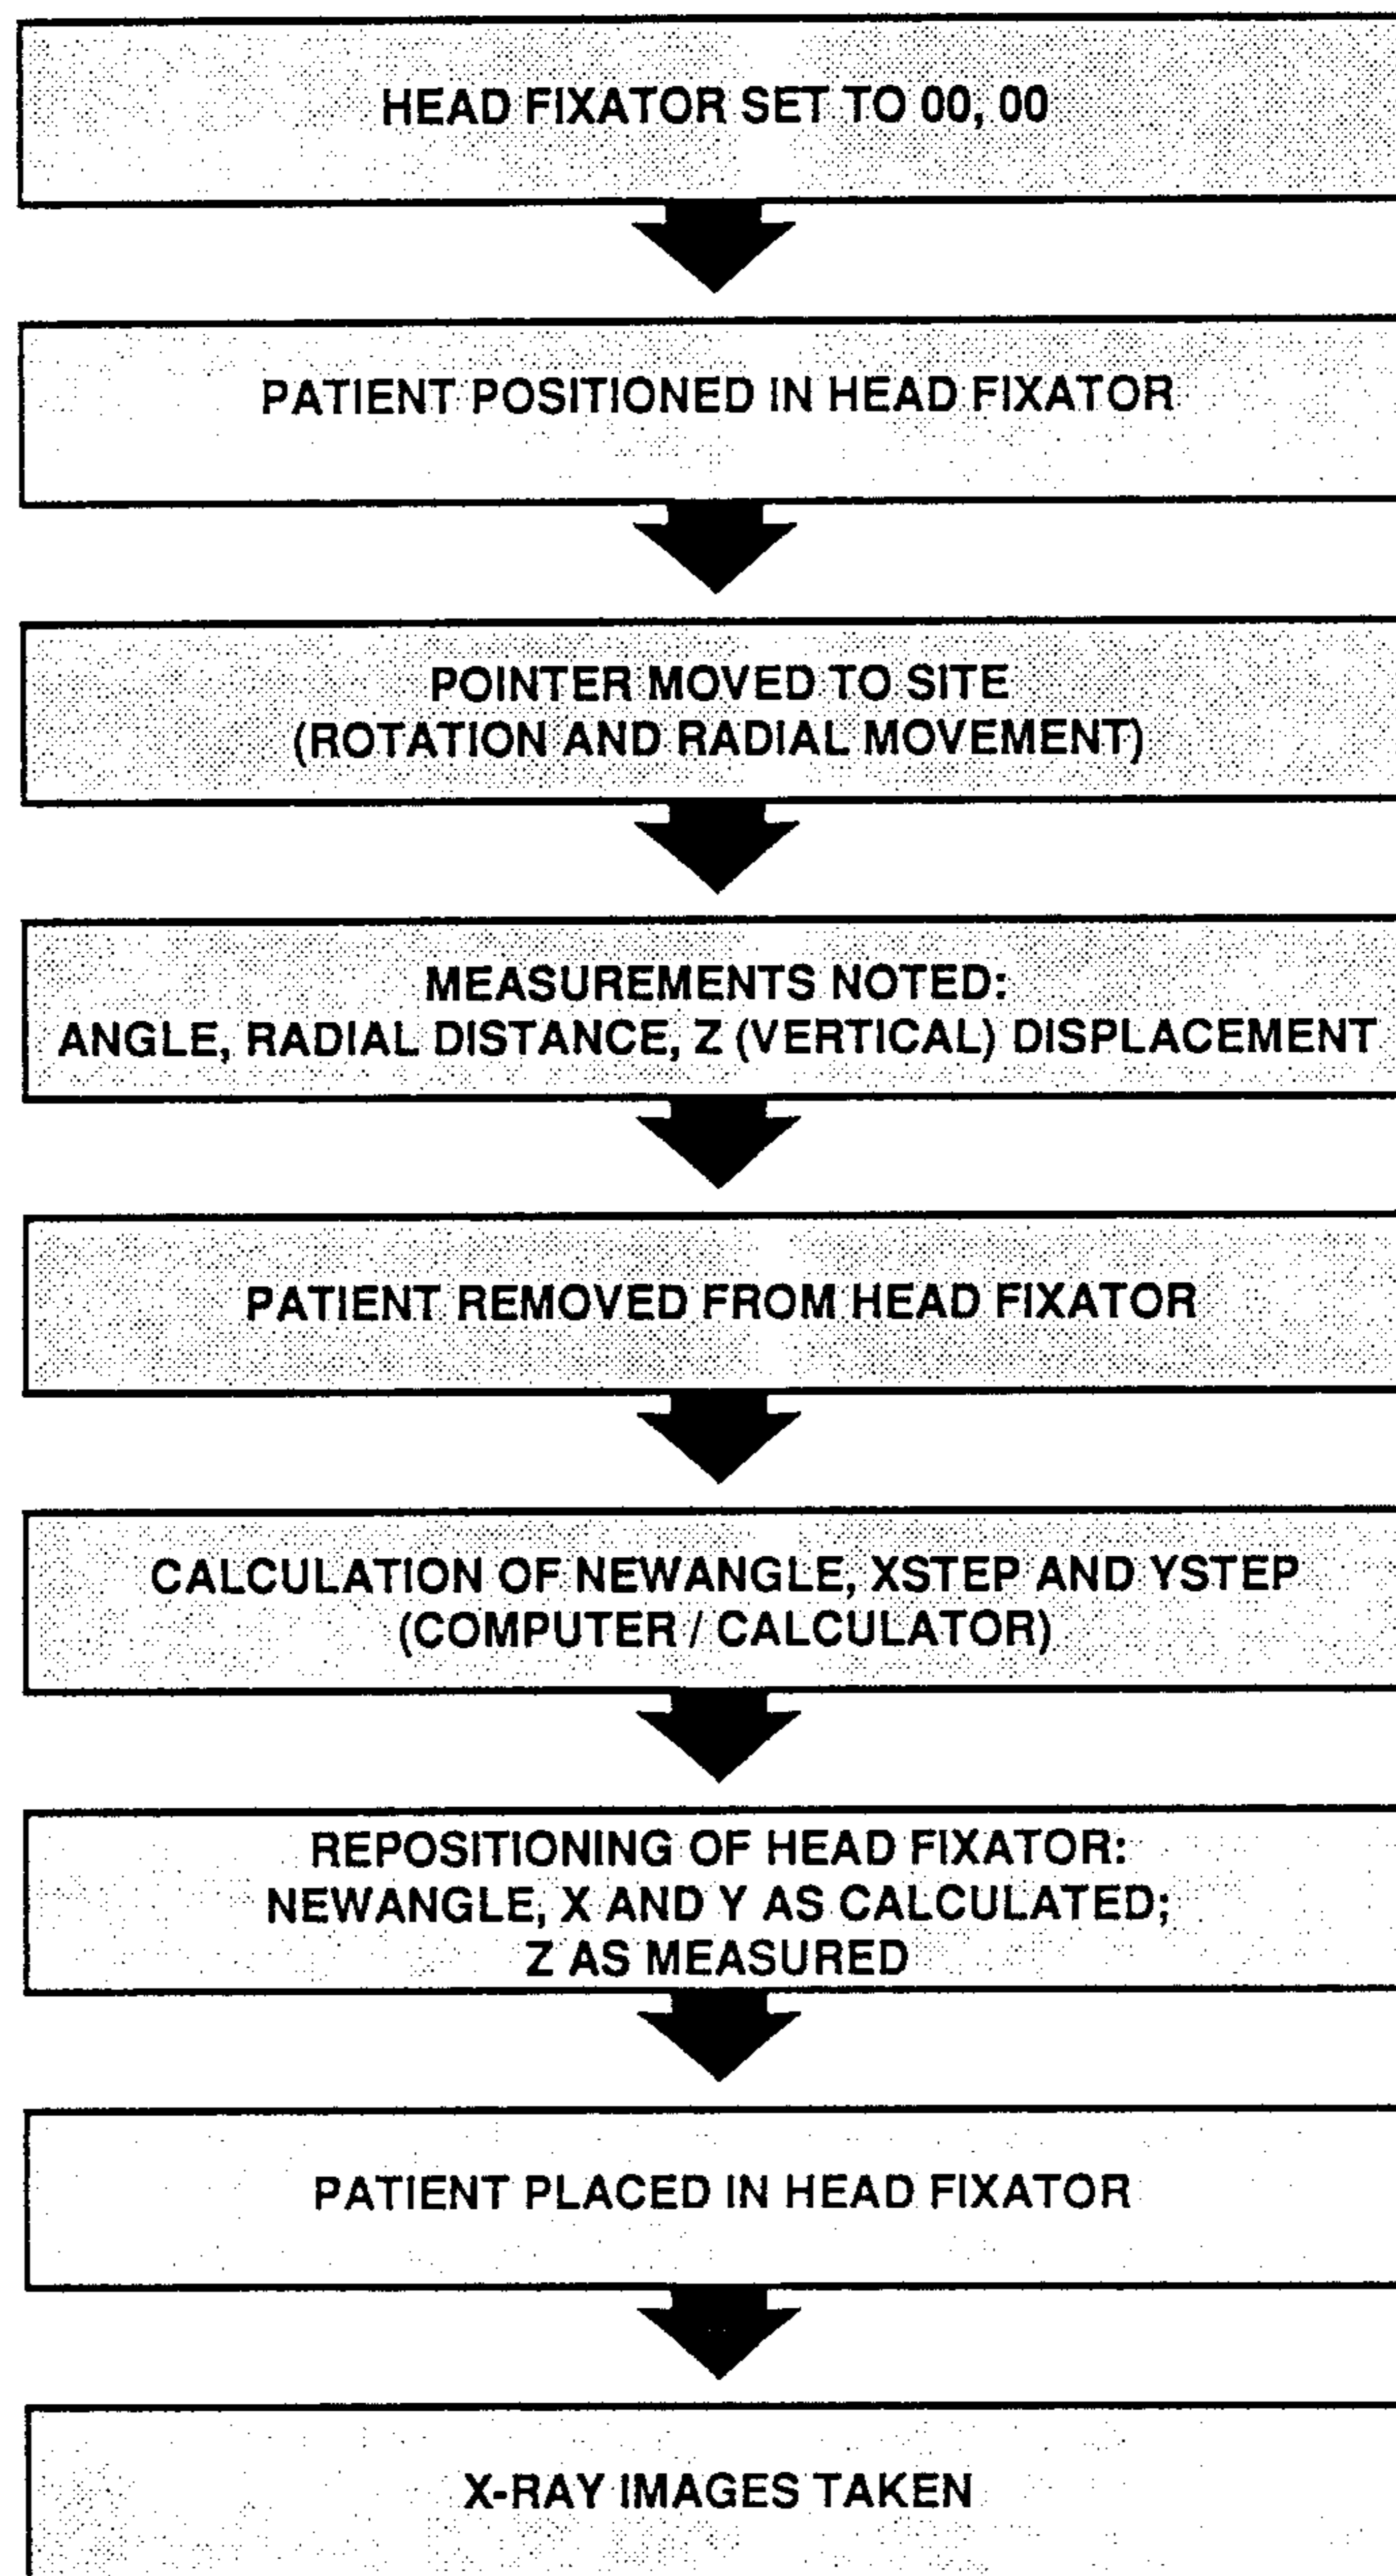 HEAD FIXATOR SET TO 00, 00
PATIENT POSITIONED IN HEAD FIXATOR
POINTER MOVED TO SITE
(ROTATION AND RADIAL MOVEMENT)
MEASUREMENTS NOTED:
ANGLE, RADIAL DISTANCE, Z (VERTICAL) DISPLACEMENT
PATIENT REMOVED FROM HEAD FIXATOR
CALCULATION OF NEWANGLE, XSTEP AND YSTEP
(COMPUTER / CALCULATOR)
REPOSITIONING OF HEAD FIXATOR:
NEWANGLE, X AND Y AS CALCULATED;
Z AS MEASURED
PATIENT PLACED IN HEAD FIXATOR
X-RAY IMAGES TAKEN